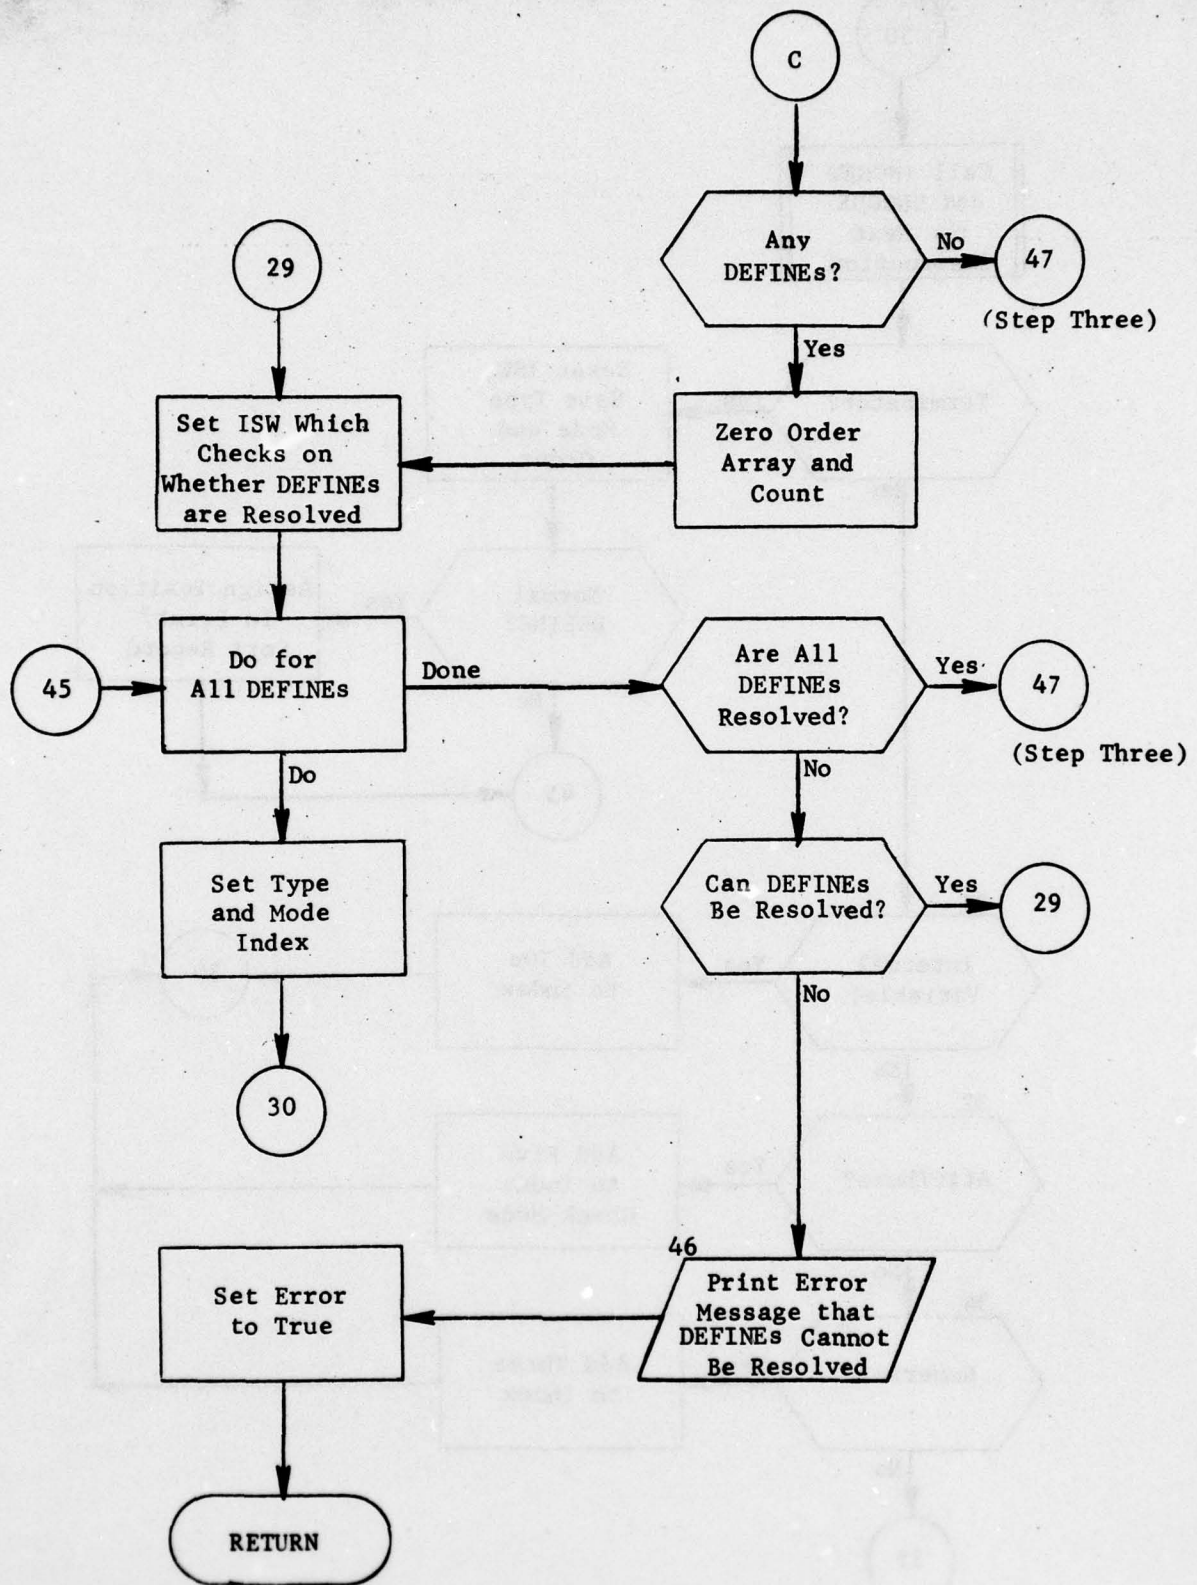 C
Any
DEFINEs?
No
47
(Step Three)
Yes
29
Set ISW Which
Checks on
Whether DEFINEs
are Resolved
Zero Order
Array and
Count
45
Do for
All DEFINEs
Done
Are All
DEFINEs
Resolved?
Yes
47
(Step Three)
Do
No
Set Type
and Mode
Index
Can DEFINEs
Be Resolved?
Yes
29
No
30
46
Print Error
Message that
DEFINEs Cannot
Be Resolved
Set Error
to True
RETURN